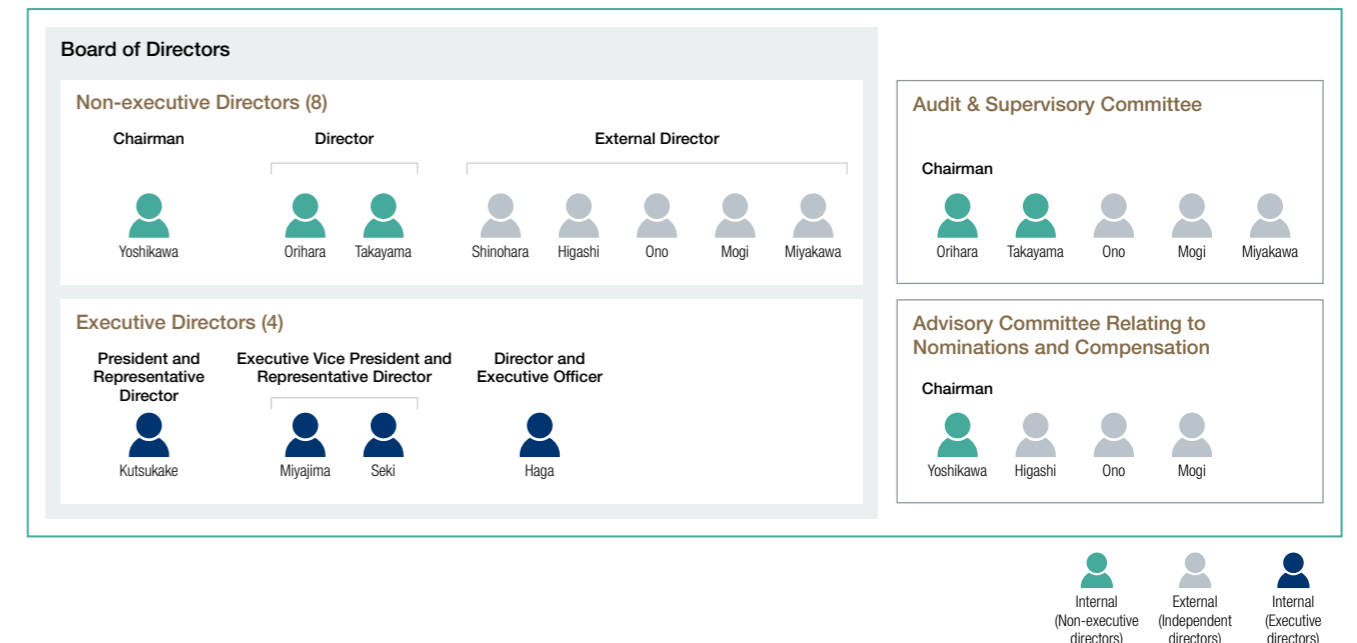 Board of Directors
Non-executive Directors (8)
Chairman
Director
External Director
Yoshikawa
Orihara
Takayama
Shinohara
Higashi
Ono
Mogi
Miyakawa
Executive Directors (4)
President and
Representative
Director
Executive Vice President and
Representative Director
Director and
Executive Officer
Kutsukake
Miyajima
Seki
Haga
Audit & Supervisory Committee
Chairman
Orihara
Takayama
Ono
Mogi
Miyakawa
Advisory Committee Relating to
Nominations and Compensation
Chairman
Yoshikawa
Higashi
Ono
Mogi
Internal
(Non-executive
directors)
External
(Independent
directors)
Internal
(Executive
directors)